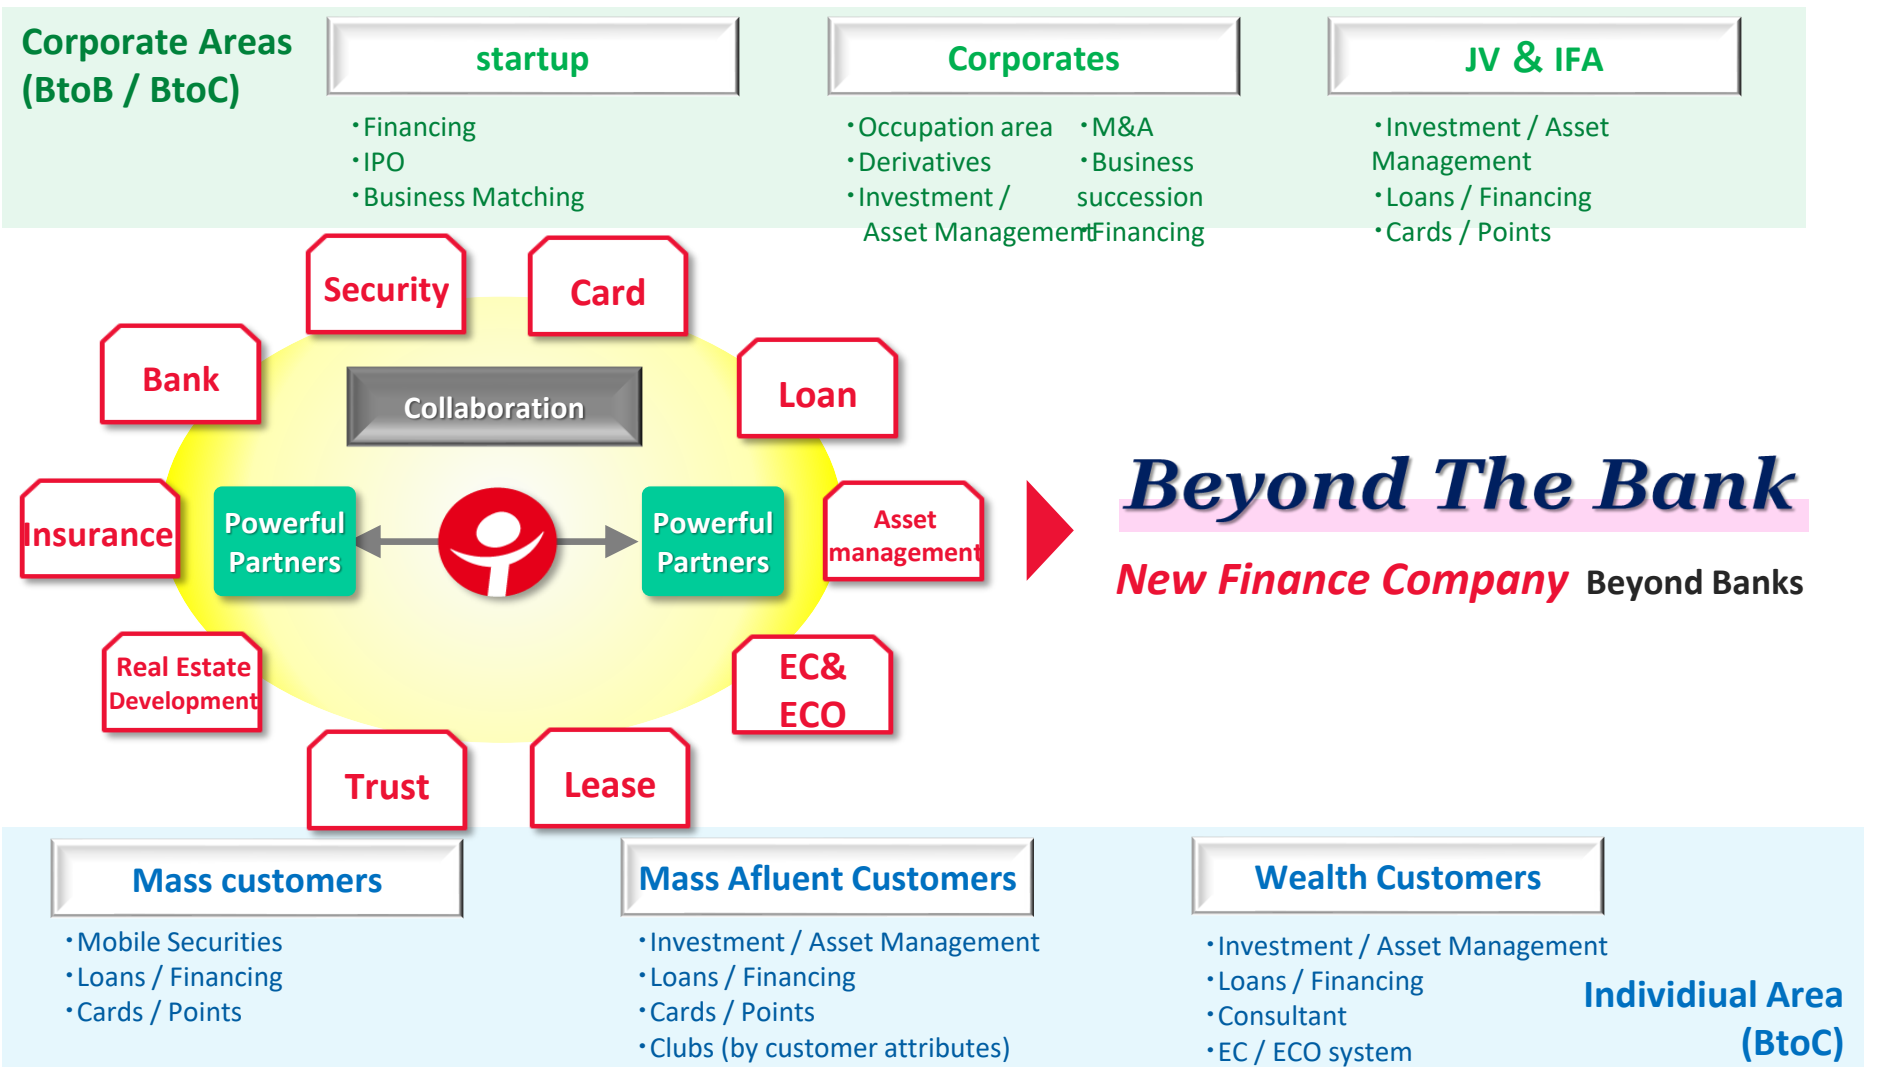 Corporate Areas
(BtoB / BtoC)
startup
・Financing
・IPO
・Business Matching
Corporates
・Occupation area
・Derivatives
・Investment /
Asset Management
・M&A
・Business
succession
・Financing
JV & IFA
・Investment / Asset
Management
・Loans / Financing
・Cards / Points
Security
Card
Bank
Loan
Collaboration
Insurance
Powerful
Partners
Powerful
Partners
Asset
management
Real Estate
Development
EC&
ECO
Trust
Lease
Beyond The Bank
New Finance Company Beyond Banks
Mass customers
・Mobile Securities
・Loans / Financing
・Cards / Points
Mass Afluent Customers
・Investment / Asset Management
・Loans / Financing
・Cards / Points
・Clubs (by customer attributes)
Wealth Customers
・Investment / Asset Management
・Loans / Financing
・Consultant
・EC / ECO system
Individiual Area
(BtoC)